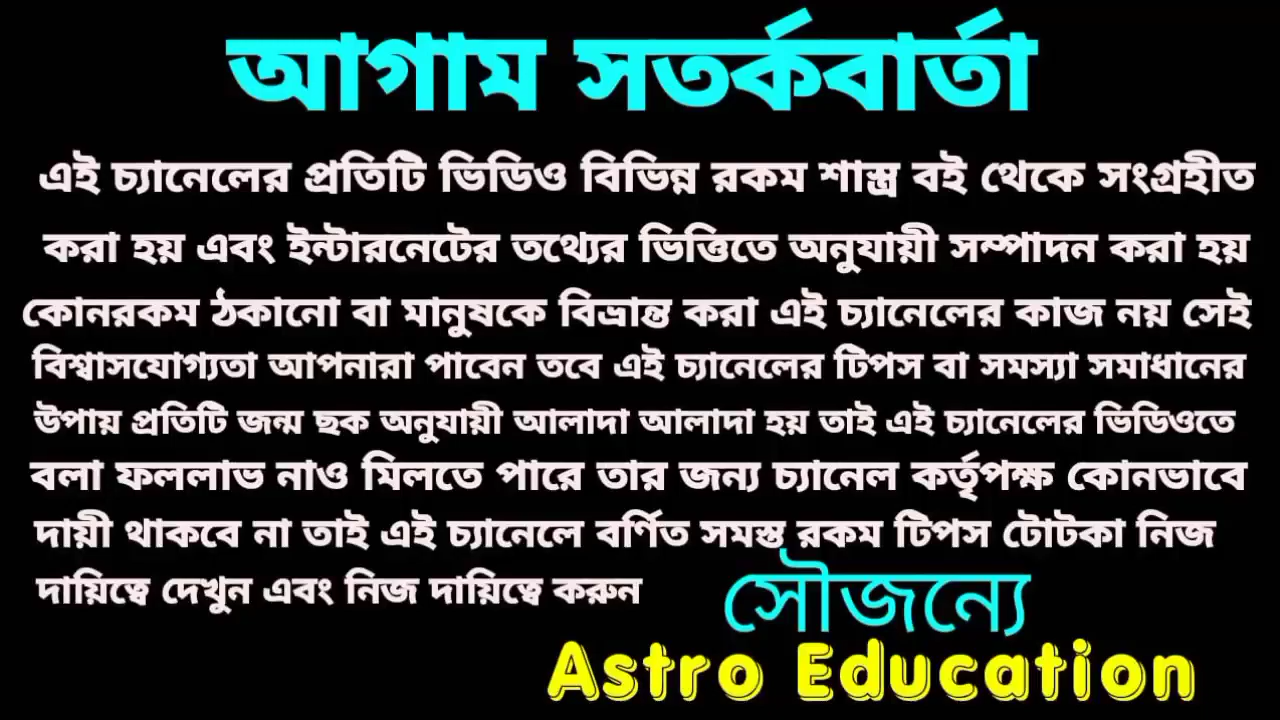 আগাম সতর্কবার্তা
এই চ্যানেলের প্রতিটি ভিডিও বিভিন্ন রকম শাস্ত্র বই থেকে সংগ্রহীত
করা হয় এবং ইন্টারনেটের তথ্যের ভিত্তিতে অনুযায়ী সম্পাদন করা হয়
কোনরকম ঠকানো বা মানুষকে বিভ্রান্ত করা এই চ্যানেলের কাজ নয় সেই
বিশ্বাসযোগ্যতা আপনারা পাবেন তবে এই চ্যানেলের টিপস বা সমস্যা সমাধানের
উপায় প্রতিটি জন্ম ছক অনুযায়ী আলাদা আলাদা হয় তাই এই চ্যানেলের ভিডিওতে
বলা ফললাভ নাও মিলতে পারে তার জন্য চ্যানেল কর্তৃপক্ষ কোনভাবে
দায়ী থাকবে না তাই এই চ্যানেলে বর্ণিত সমস্ত রকম টিপস টোটকা নিজ
দায়িত্বে দেখুন এবং নিজ দায়িত্বে করুন
সৌজন্যে
Astro Education